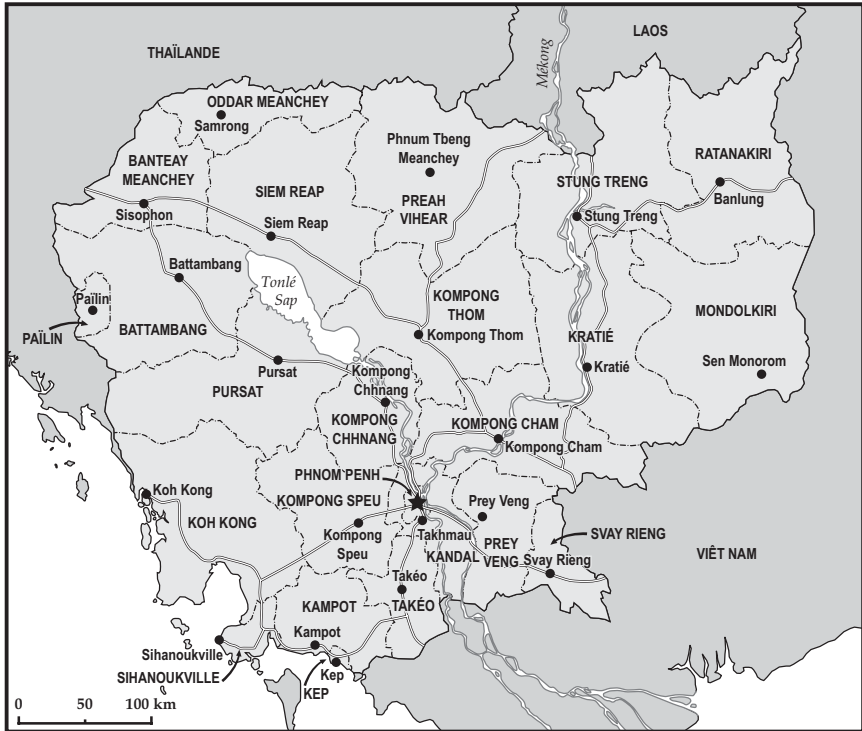 THAÏLANDE
LAOS
Mékong
ODDAR MEANCHEY
Samrong
Phnum Tbeng
Meanchey
BANTEAY
MEANCHEY
SIEM REAP
PREAH
VIHEAR
STUNG TRENG
RATANAKIRI
Banlung
Sisophon
Siem Reap
Stung Treng
Battambang
Tonlé
Sap
KOMPONG
THOM
MONDOLKIRI
Païlin
PAÏLIN
BATTAMBANG
Kompong Thom
KRATIÉ
Kratié
Sen Monorom
Pursat
PURSAT
Kompong
Chhnang
KOMPONG
CHHNANG
KOMPONG CHAM
Kompong Cham
PHNOM PENH
Koh Kong
KOH KONG
KOMPONG SPEU
Kompong
Speu
Takhmau
KANDAL
Prey Veng
PREY
VENG
SVAY RIENG
Svay Rieng
VIÊT NAM
Takéo
TAKÉO
KAMPOT
Kampot
Sihanoukville
SIHANOUKVILLE
Kep
KEP
0 50 100 km